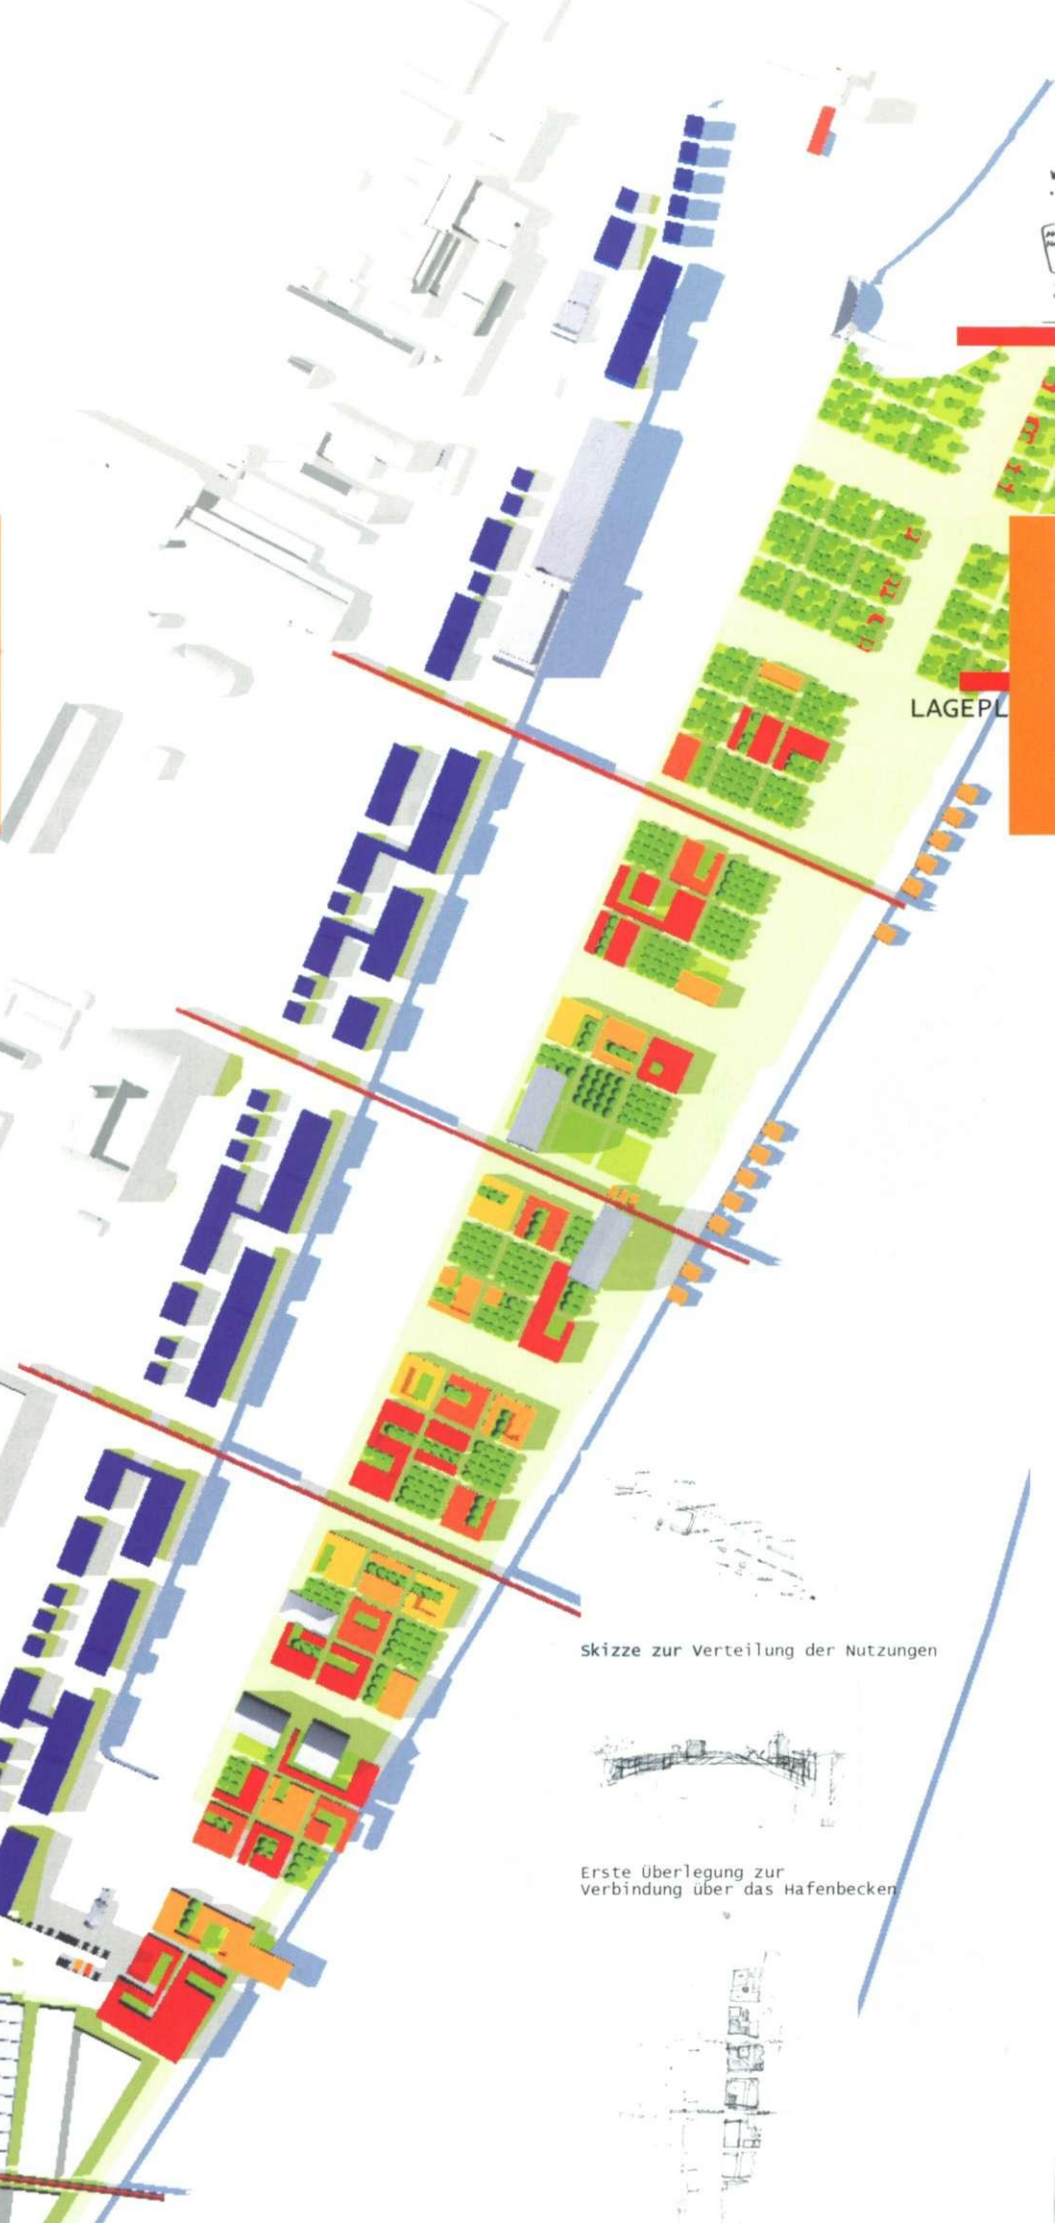 LAGEPL
Skizze zur Verteilung der Nutzungen
Erste Überlegung zur
Verbindung über das Hafenbecken